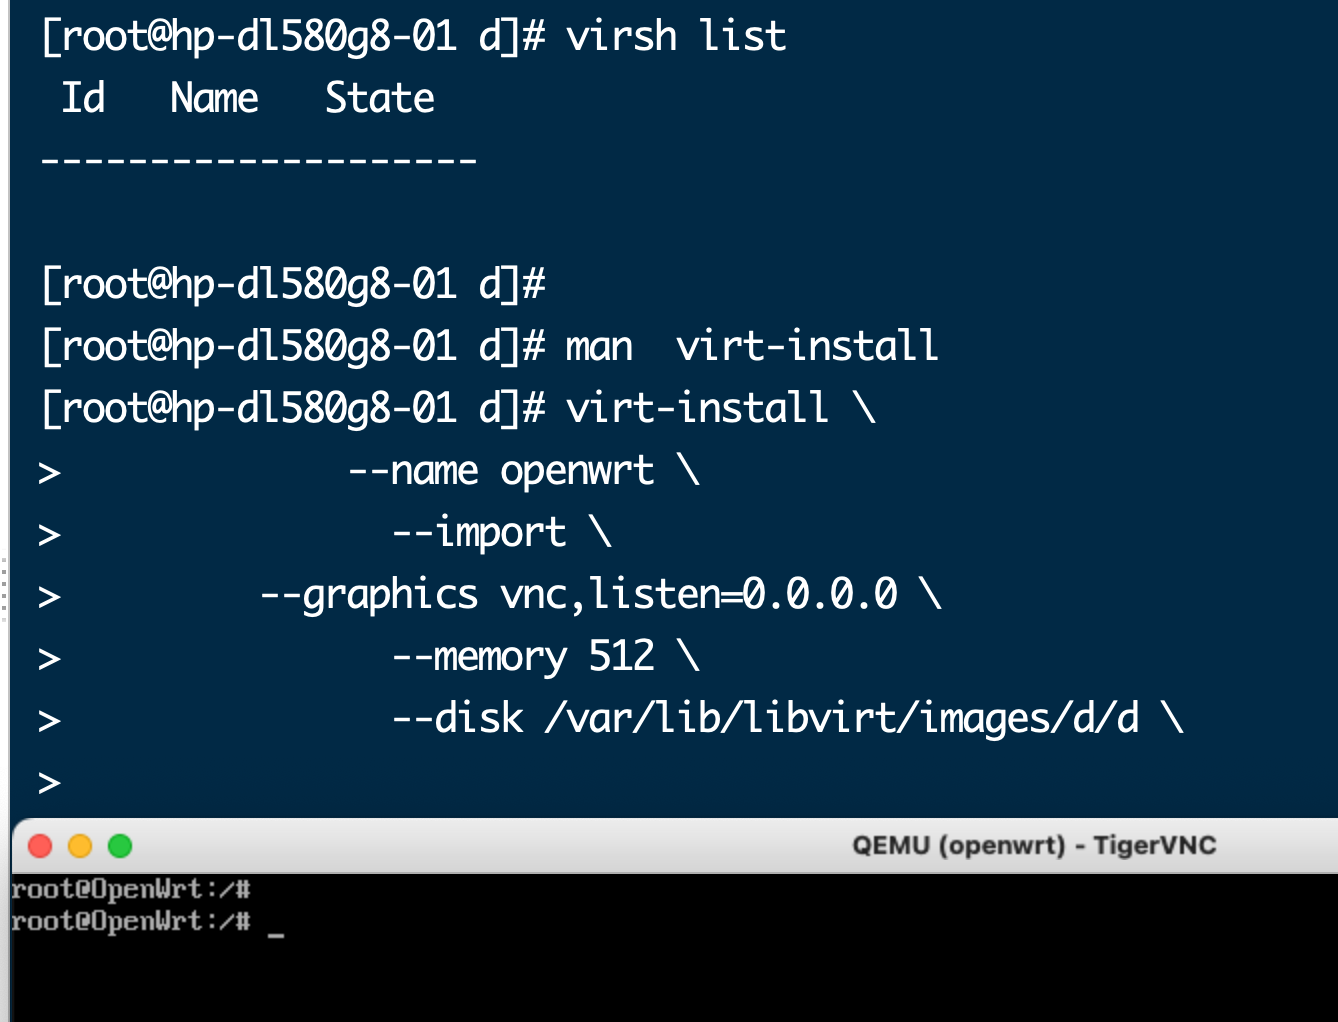 [root@hp-dl580g8-01 d]# virsh list
 Id   Name   State
--------------------
[root@hp-dl580g8-01 d]#
[root@hp-dl580g8-01 d]# man  virt-install
[root@hp-dl580g8-01 d]# virt-install \
>             --name openwrt \
>               --import \
>         --graphics vnc,listen=0.0.0.0 \
>               --memory 512 \
>               --disk /var/lib/libvirt/images/d/d \
>
QEMU (openwrt) - TigerVNC
root@OpenWrt:/#
root@OpenWrt:/# _